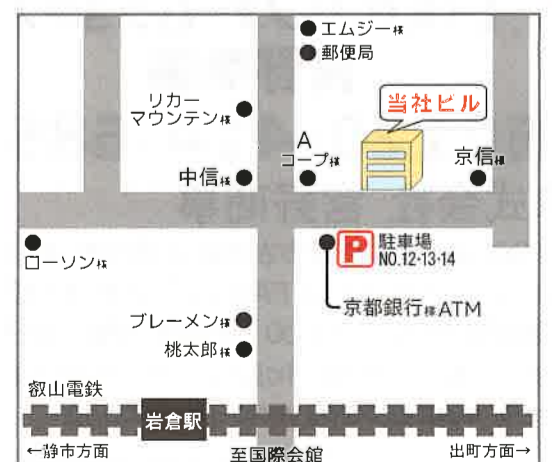 エムジー様
郵便局
当社ビル
リカー
マウンテン様
A
コープ様
京信様
中信様
ローソン様
P
駐車場
NO.12・13・14
京都銀行様ATM
ブレーメン様
桃太郎様
叡山電鉄
岩倉駅
←静市方面
至国際会館
出町方面→